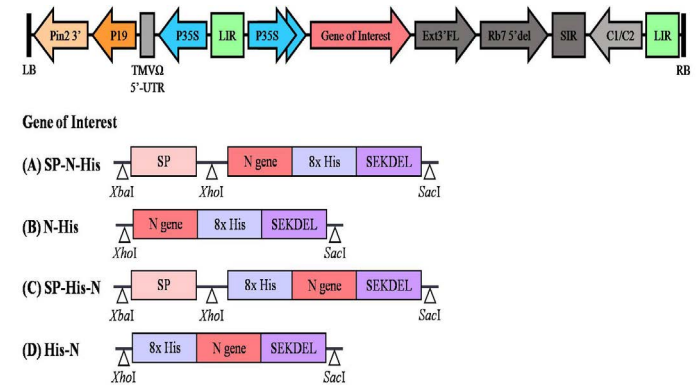 Pin2 3' P19 P35S LIR P35S Gene of Interest Ext3'FL Rb7 5'del SIR C1/C2 LIR
LB TMVΩ RB
5'-UTR
Gene of Interest
(A) SP-N-His SP N gene 8x His SEKDEL
XbaI XhoI SacI
(B) N-His N gene 8x His SEKDEL
XhoI SacI
(C) SP-His-N SP 8x His N gene SEKDEL
XbaI XhoI SacI
(D) His-N 8x His N gene SEKDEL
XhoI SacI